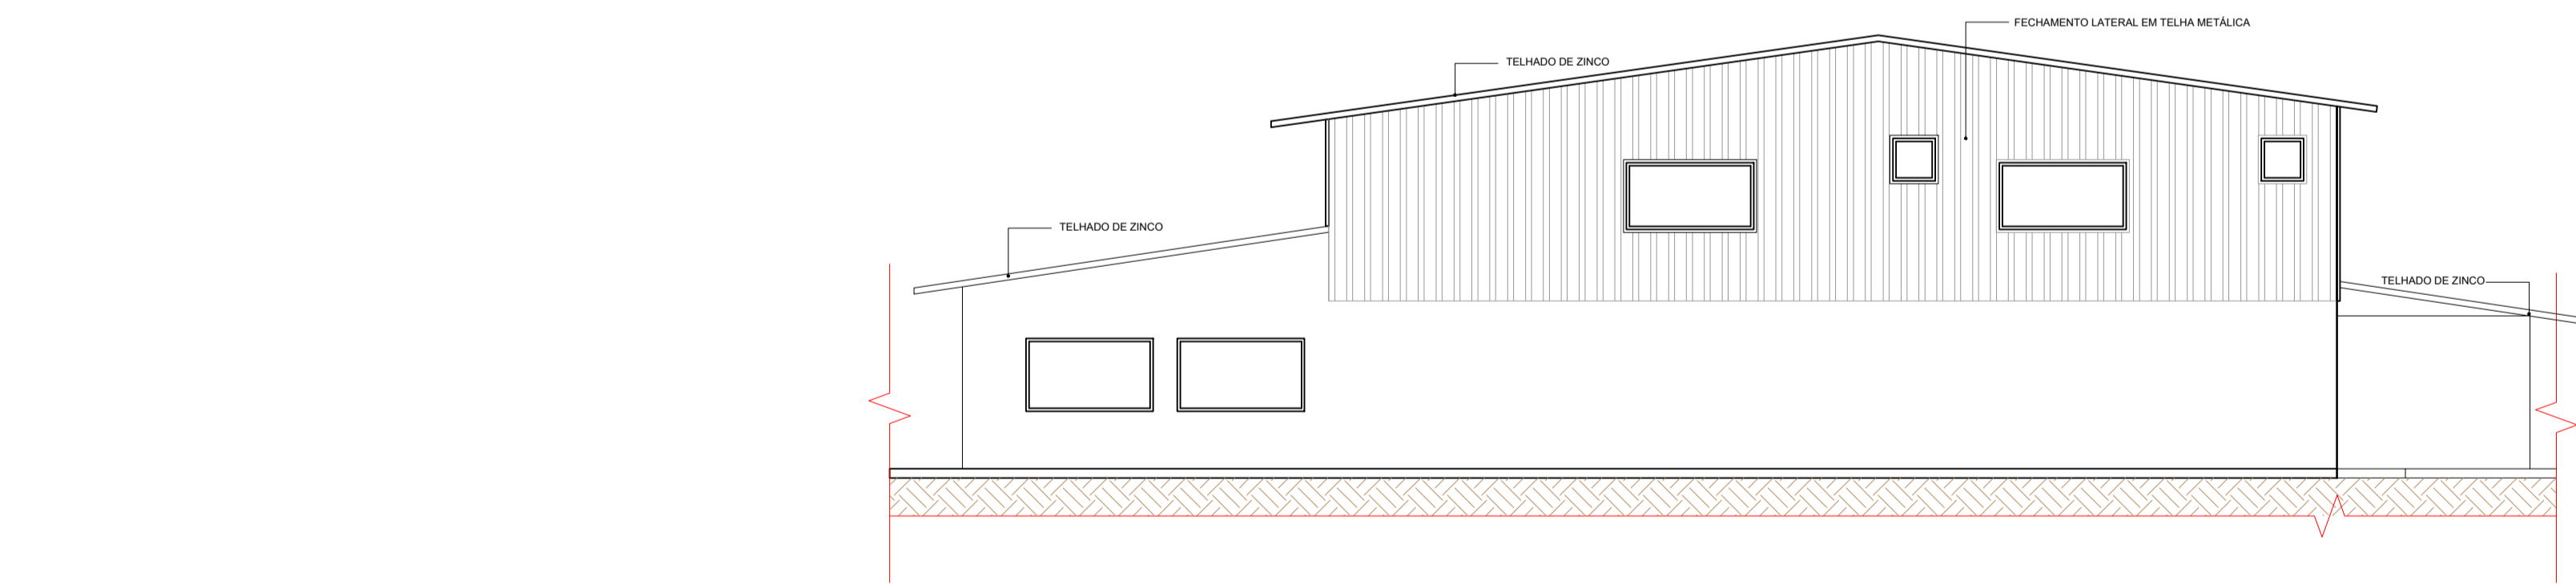 FECHAMENTO LATERAL EM TELHA METÁLICA
TELHADO DE ZINCO
TELHADO DE ZINCO
TELHADO DE ZINCO